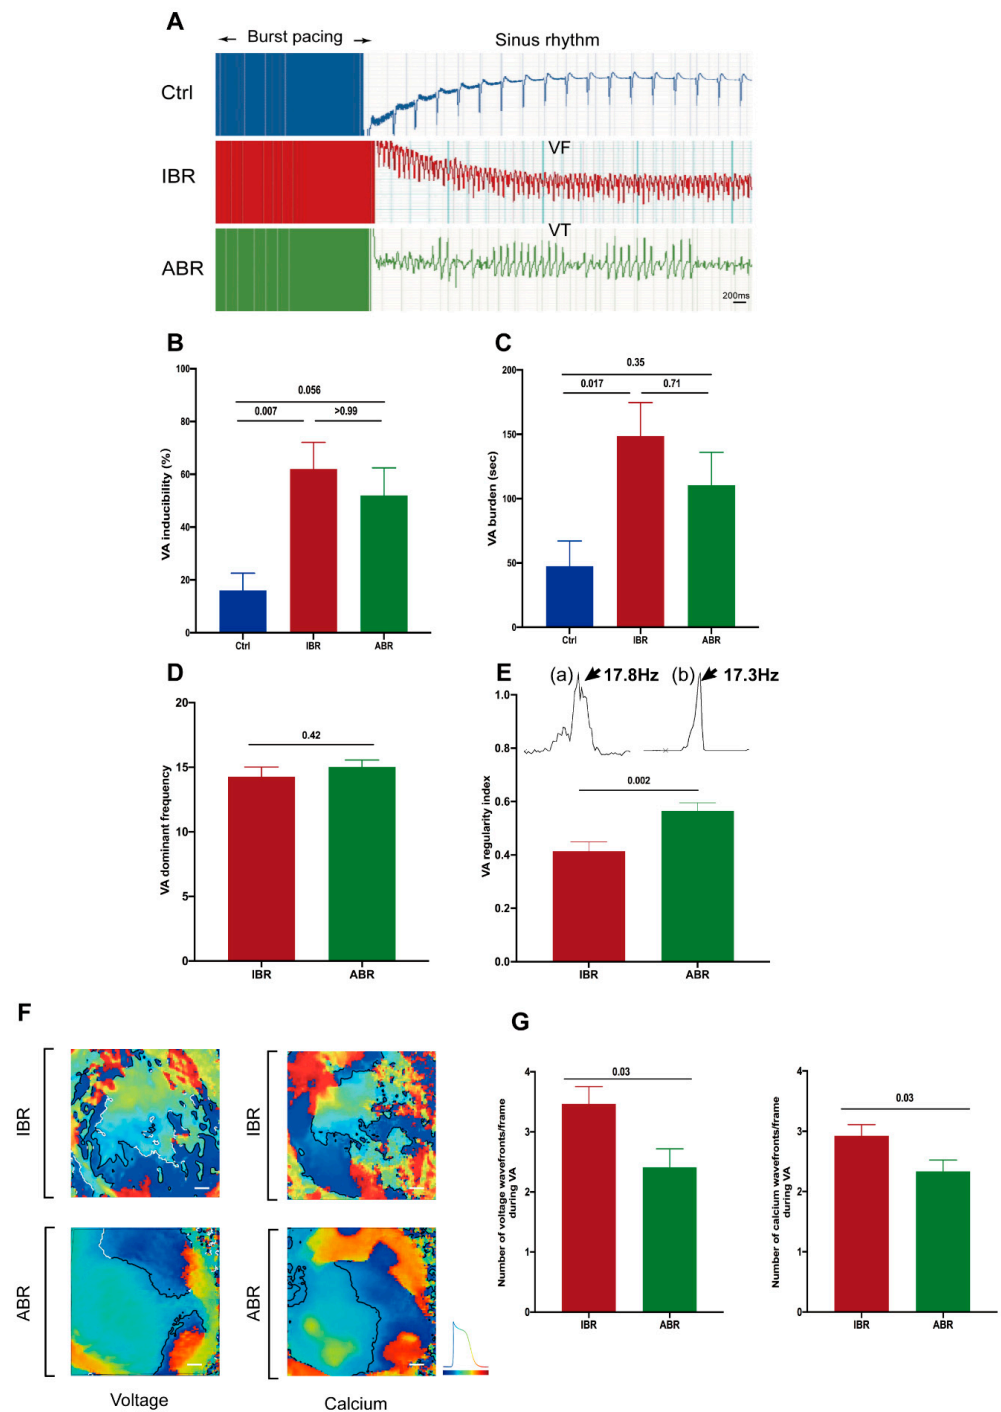 A
Burst pacing
Sinus rhythm
Ctrl
IBR
VF
VT
ABR
200ms
B
100
80
60
40
20
0
VA inducibility (%)
0.056
0.007
>0.99
Ctrl
IBR
ABR
C
200
150
100
50
0
VA burden (sec)
0.35
0.017
0.71
Ctrl
IBR
ABR
D
20
15
10
5
0
VA dominant frequency
0.42
IBR
ABR
E
(a)
17.8Hz
(b)
17.3Hz
1.0
0.8
0.6
0.4
0.2
0.0
VA regularity index
0.002
IBR
ABR
F
IBR
IBR
ABR
ABR
Voltage
Calcium
G
4
3
2
1
0
Number of voltage wavefronts/frame
during VA
0.03
IBR
ABR
4
3
2
1
0
Number of calcium wavefronts/frame
during VA
0.03
IBR
ABR